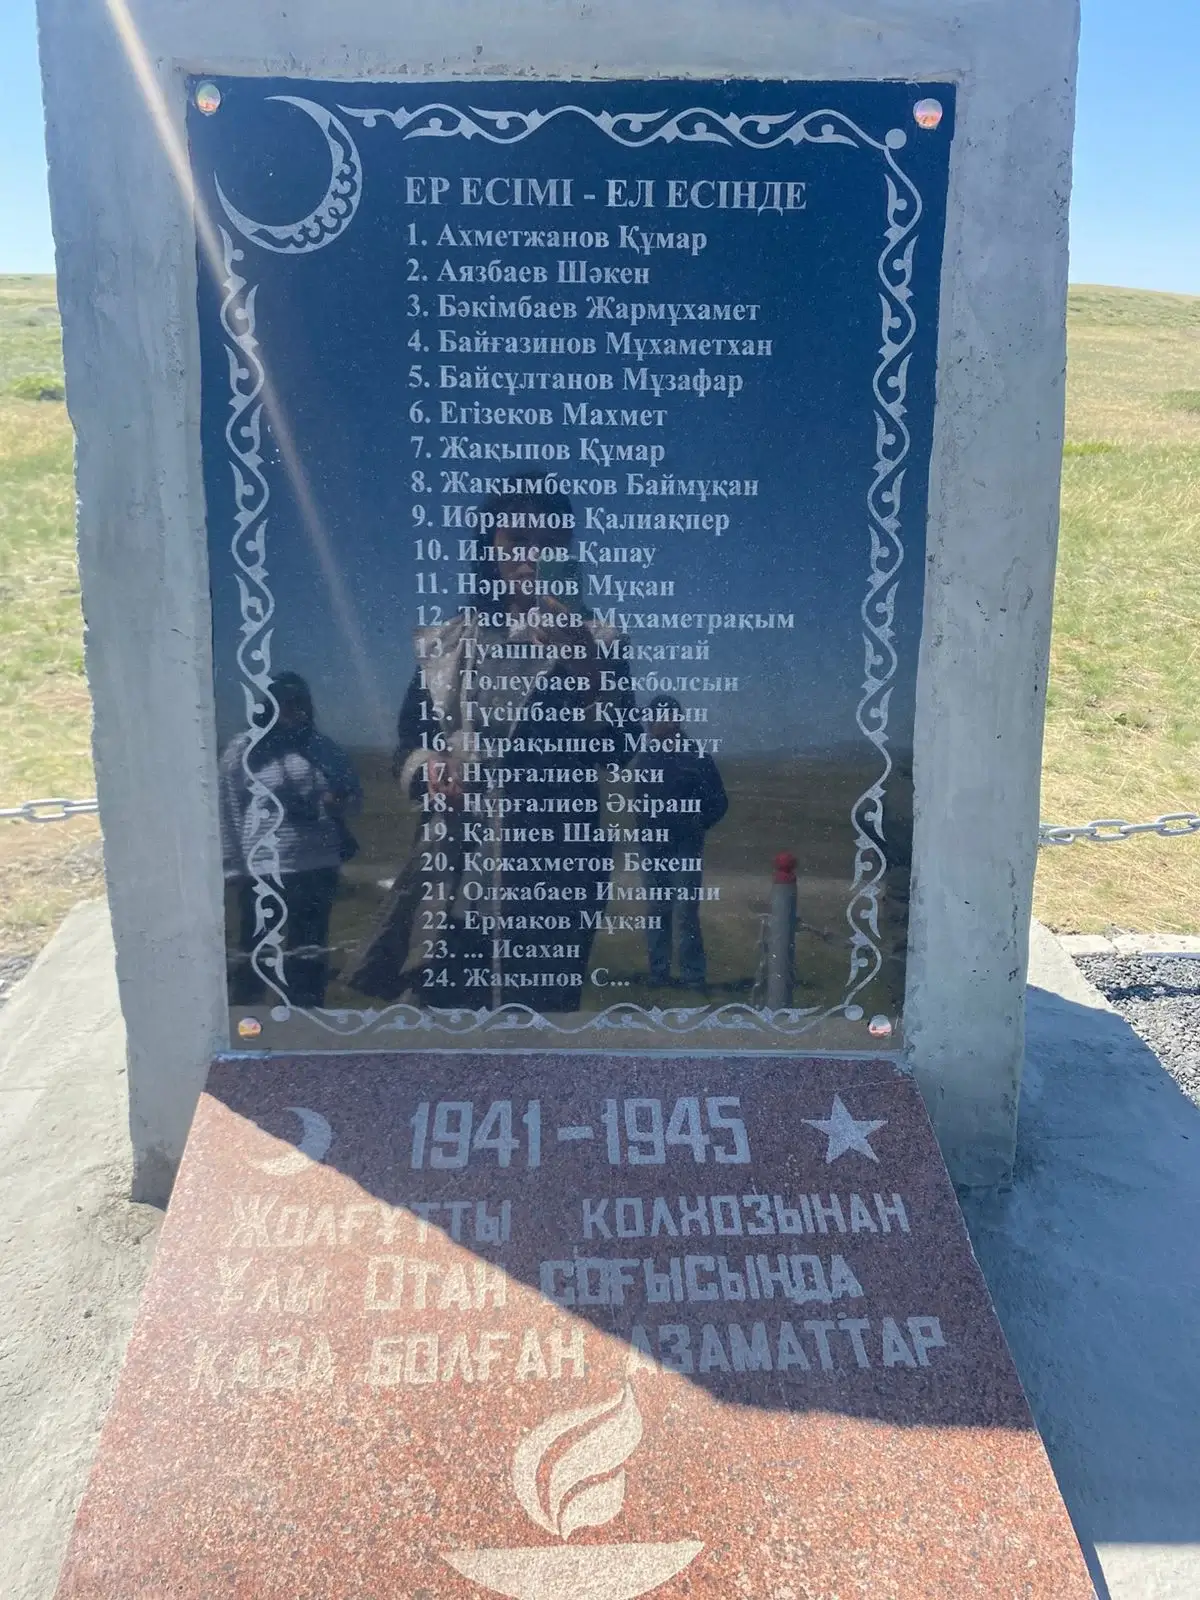 ЕР ЕСІМІ - ЕЛ ЕСІНДЕ
1. Ахметжанов Құмар
2. Аязбаев Шәкен
3. Бәкімбаев Жармұхамет
4. Байғазинов Мұхаметхан
5. Байсұлтанов Мұзафар
6. Егізеков Махмет
7. Жақыпов Құмар
8. Жақымбеков Баймұқан
9. Ибраимов Қалиақпер
10. Ильясов Қапау
11. Нәргенов Мұқан
12. Тасыбаев Мұхаметрақым
13. Туашпаев Мақатай
14. Төлеубаев Бекболсын
15. Түсіпбаев Құсайын
16. Нұрақышев Мәсіғұт
17. Нұрғалиев Зәки
18. Нұрғалиев Әкіраш
19. Қалиев Шайман
20. Қожахметов Бекеш
21. Олжабаев Иманғали
22. Ермаков Мұқан
23. ... Исахан
24. Жақыпов С...
1941-1945
ЖОЛҒҰТТЫ КОЛХОЗЫНАН
ҰЛЫ ОТАН СОҒЫСЫНДА
ҚАЗА БОЛҒАН АЗАМАТТАР